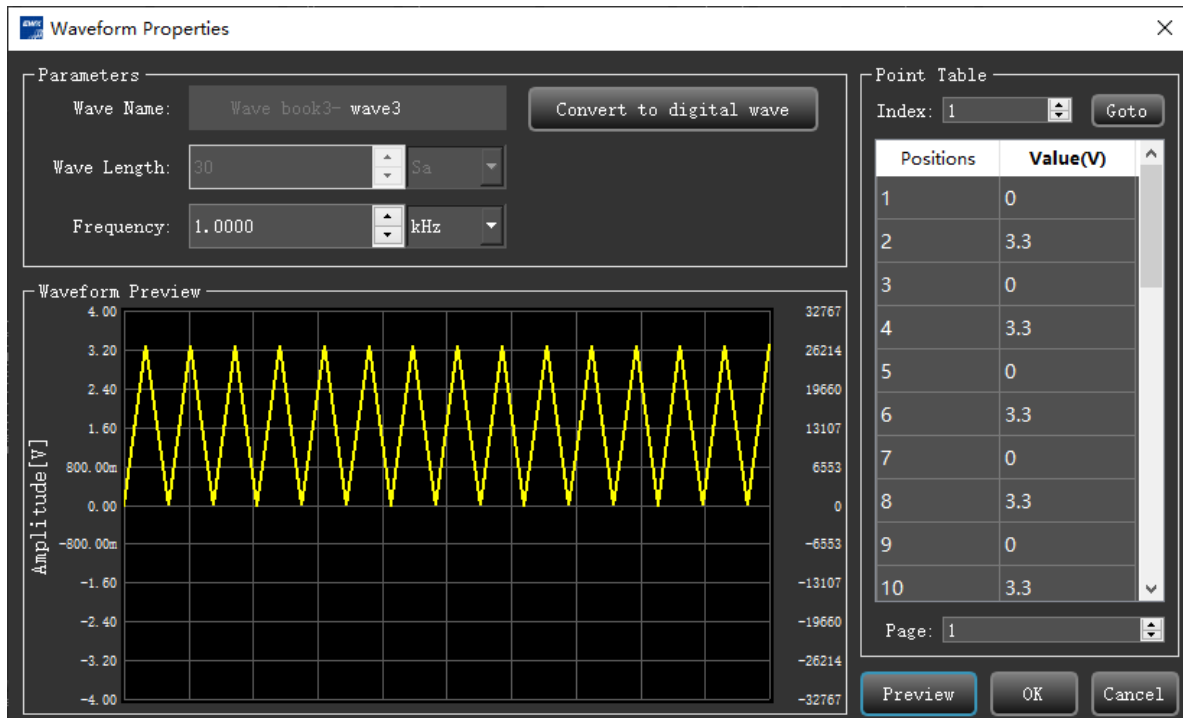 Waveform Properties
Parameters
Wave Name: Wave book3- wave3
Convert to digital wave
Wave Length: 30 Sa
Frequency: 1.0000 kHz
Waveform Preview
Amplitude[V]
4.00 32767
3.20 26214
2.40 19660
1.60 13107
800.00m 6553
0.00 0
-800.00m -6553
-1.60 -13107
-2.40 -19660
-3.20 -26214
-4.00 -32767
Point Table
Index: 1 Goto
Positions Value(V)
1 0
2 3.3
3 0
4 3.3
5 0
6 3.3
7 0
8 3.3
9 0
10 3.3
Page: 1
Preview OK Cancel